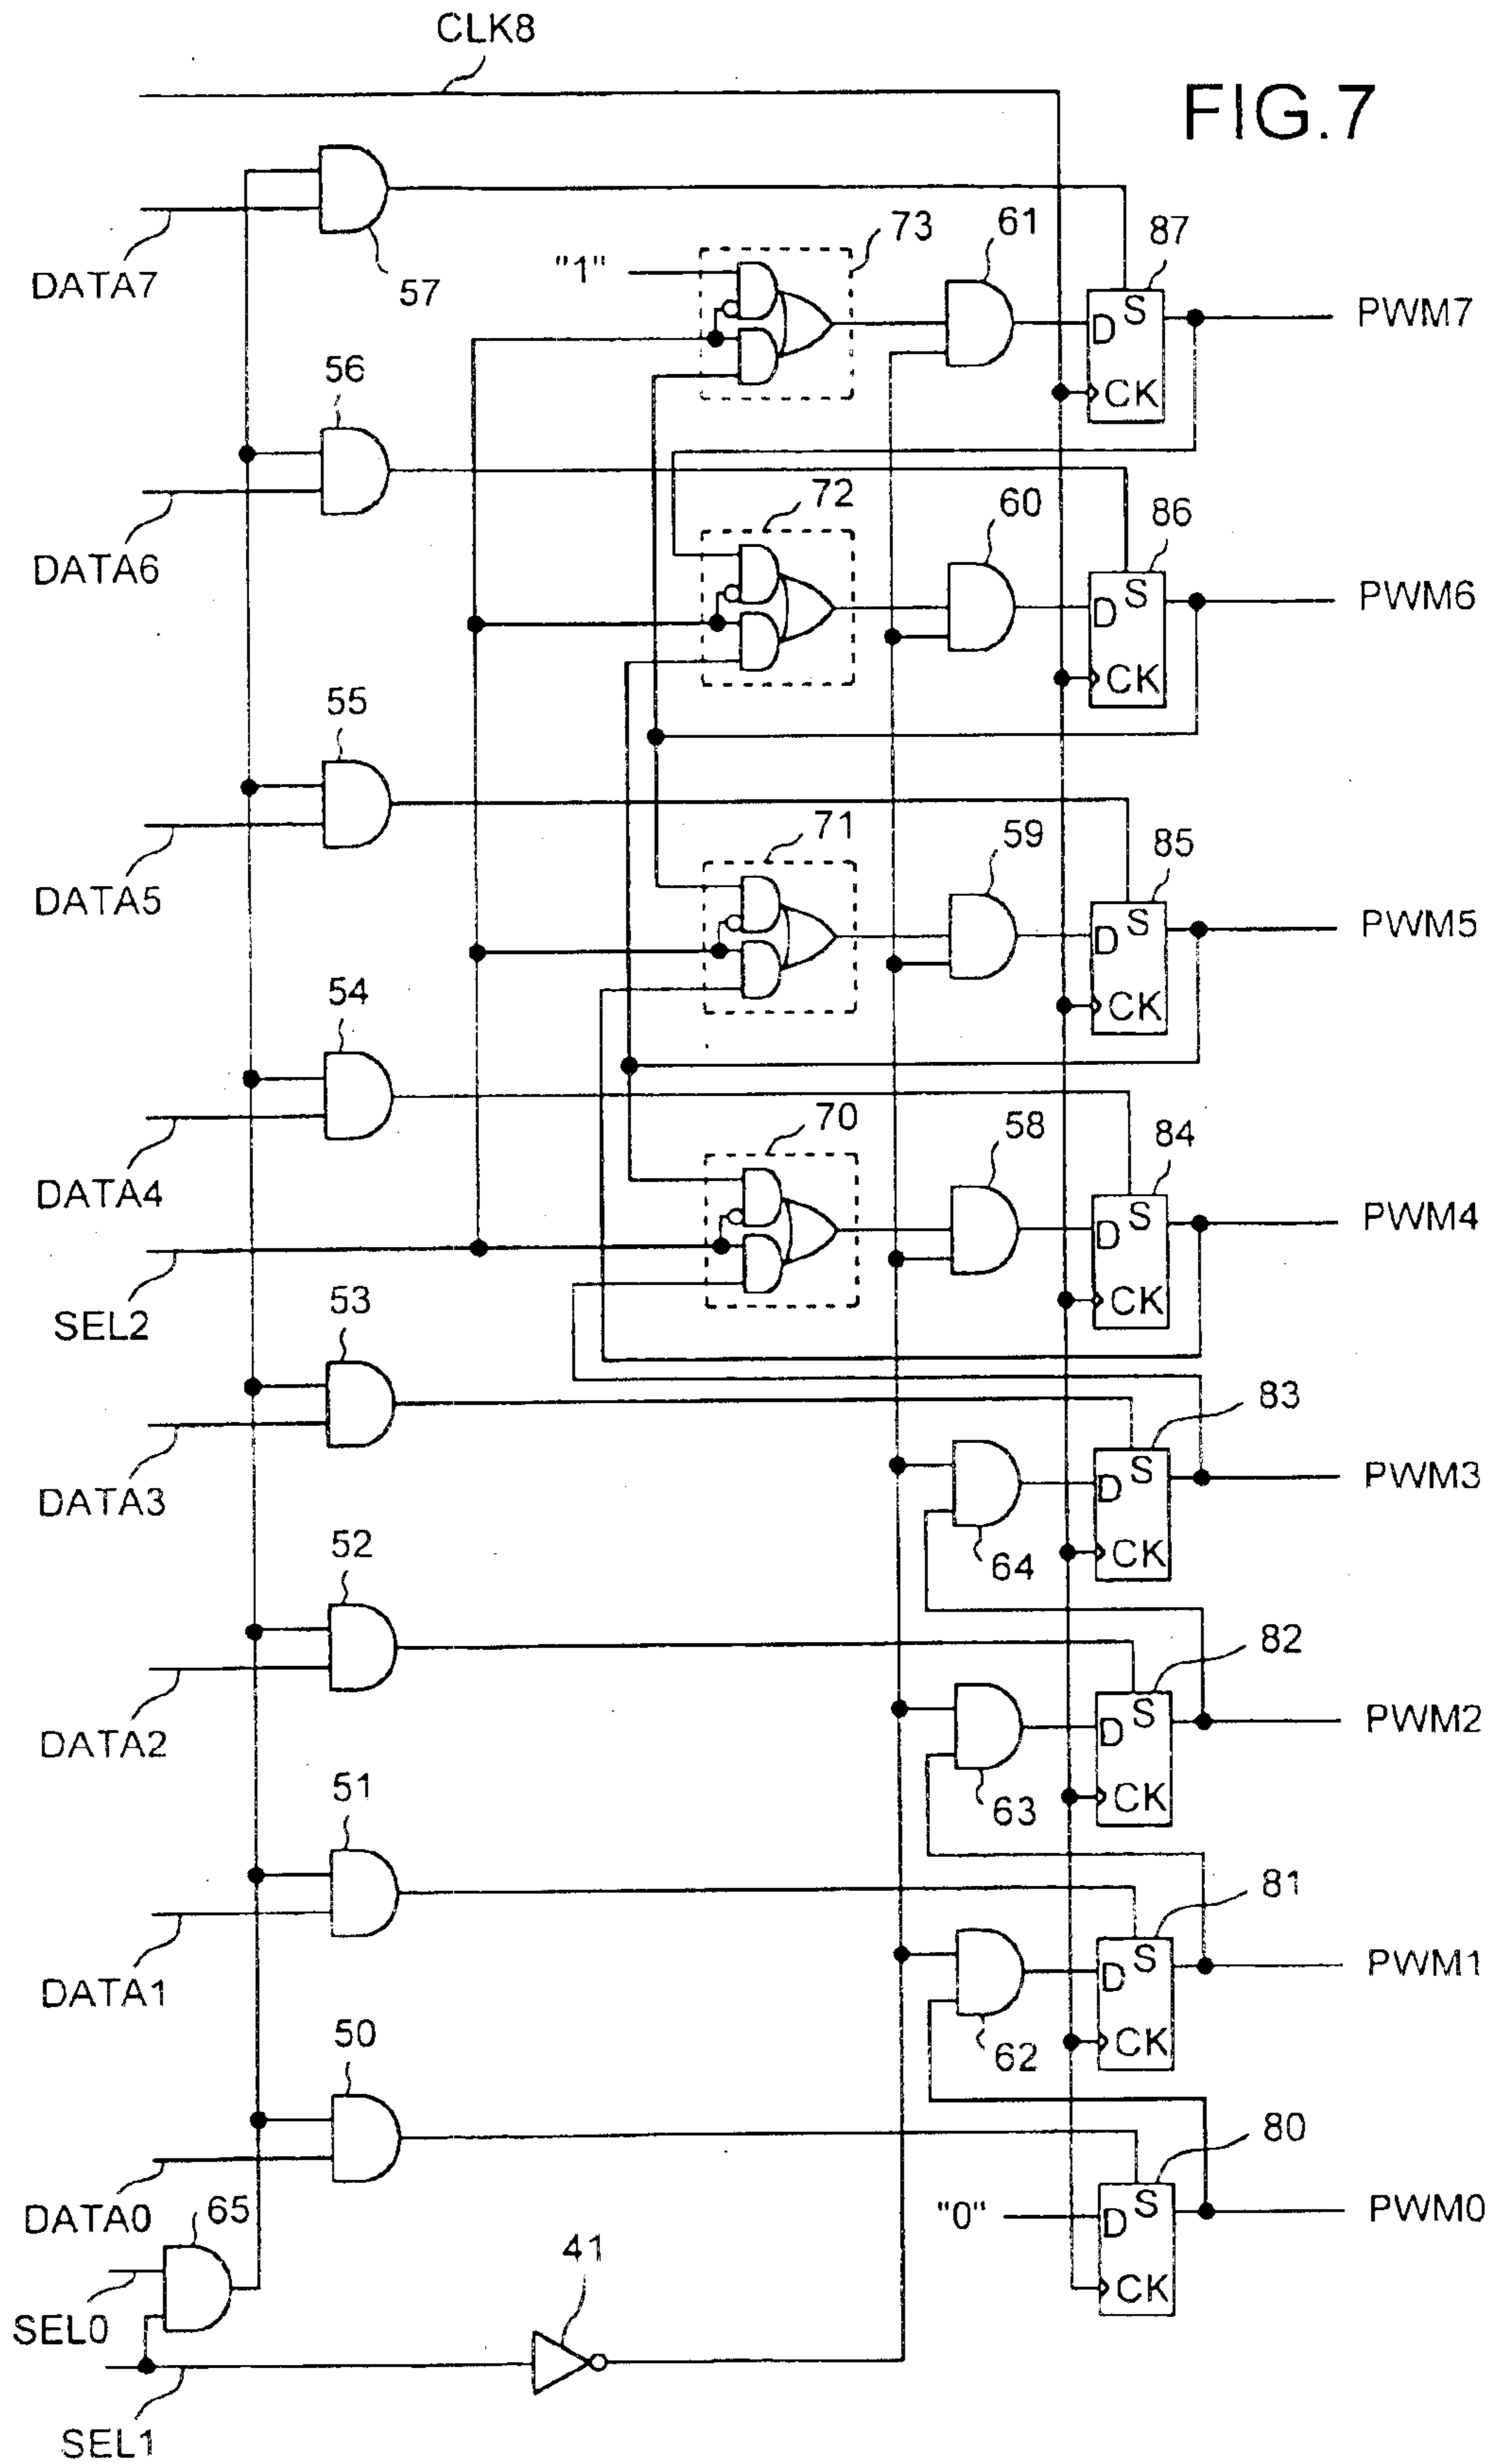 CLK8
FIG.7
DATA7
57
"1"
73
61
87
D
S
CK
PWM7
56
DATA6
72
60
86
D
S
CK
PWM6
55
DATA5
71
59
85
D
S
CK
PWM5
54
DATA4
70
58
84
D
S
CK
PWM4
SEL2
53
DATA3
64
83
D
S
CK
PWM3
52
DATA2
63
82
D
S
CK
PWM2
51
DATA1
62
81
D
S
CK
PWM1
50
DATA0
"0"
80
D
S
CK
PWM0
65
SEL0
41
SEL1